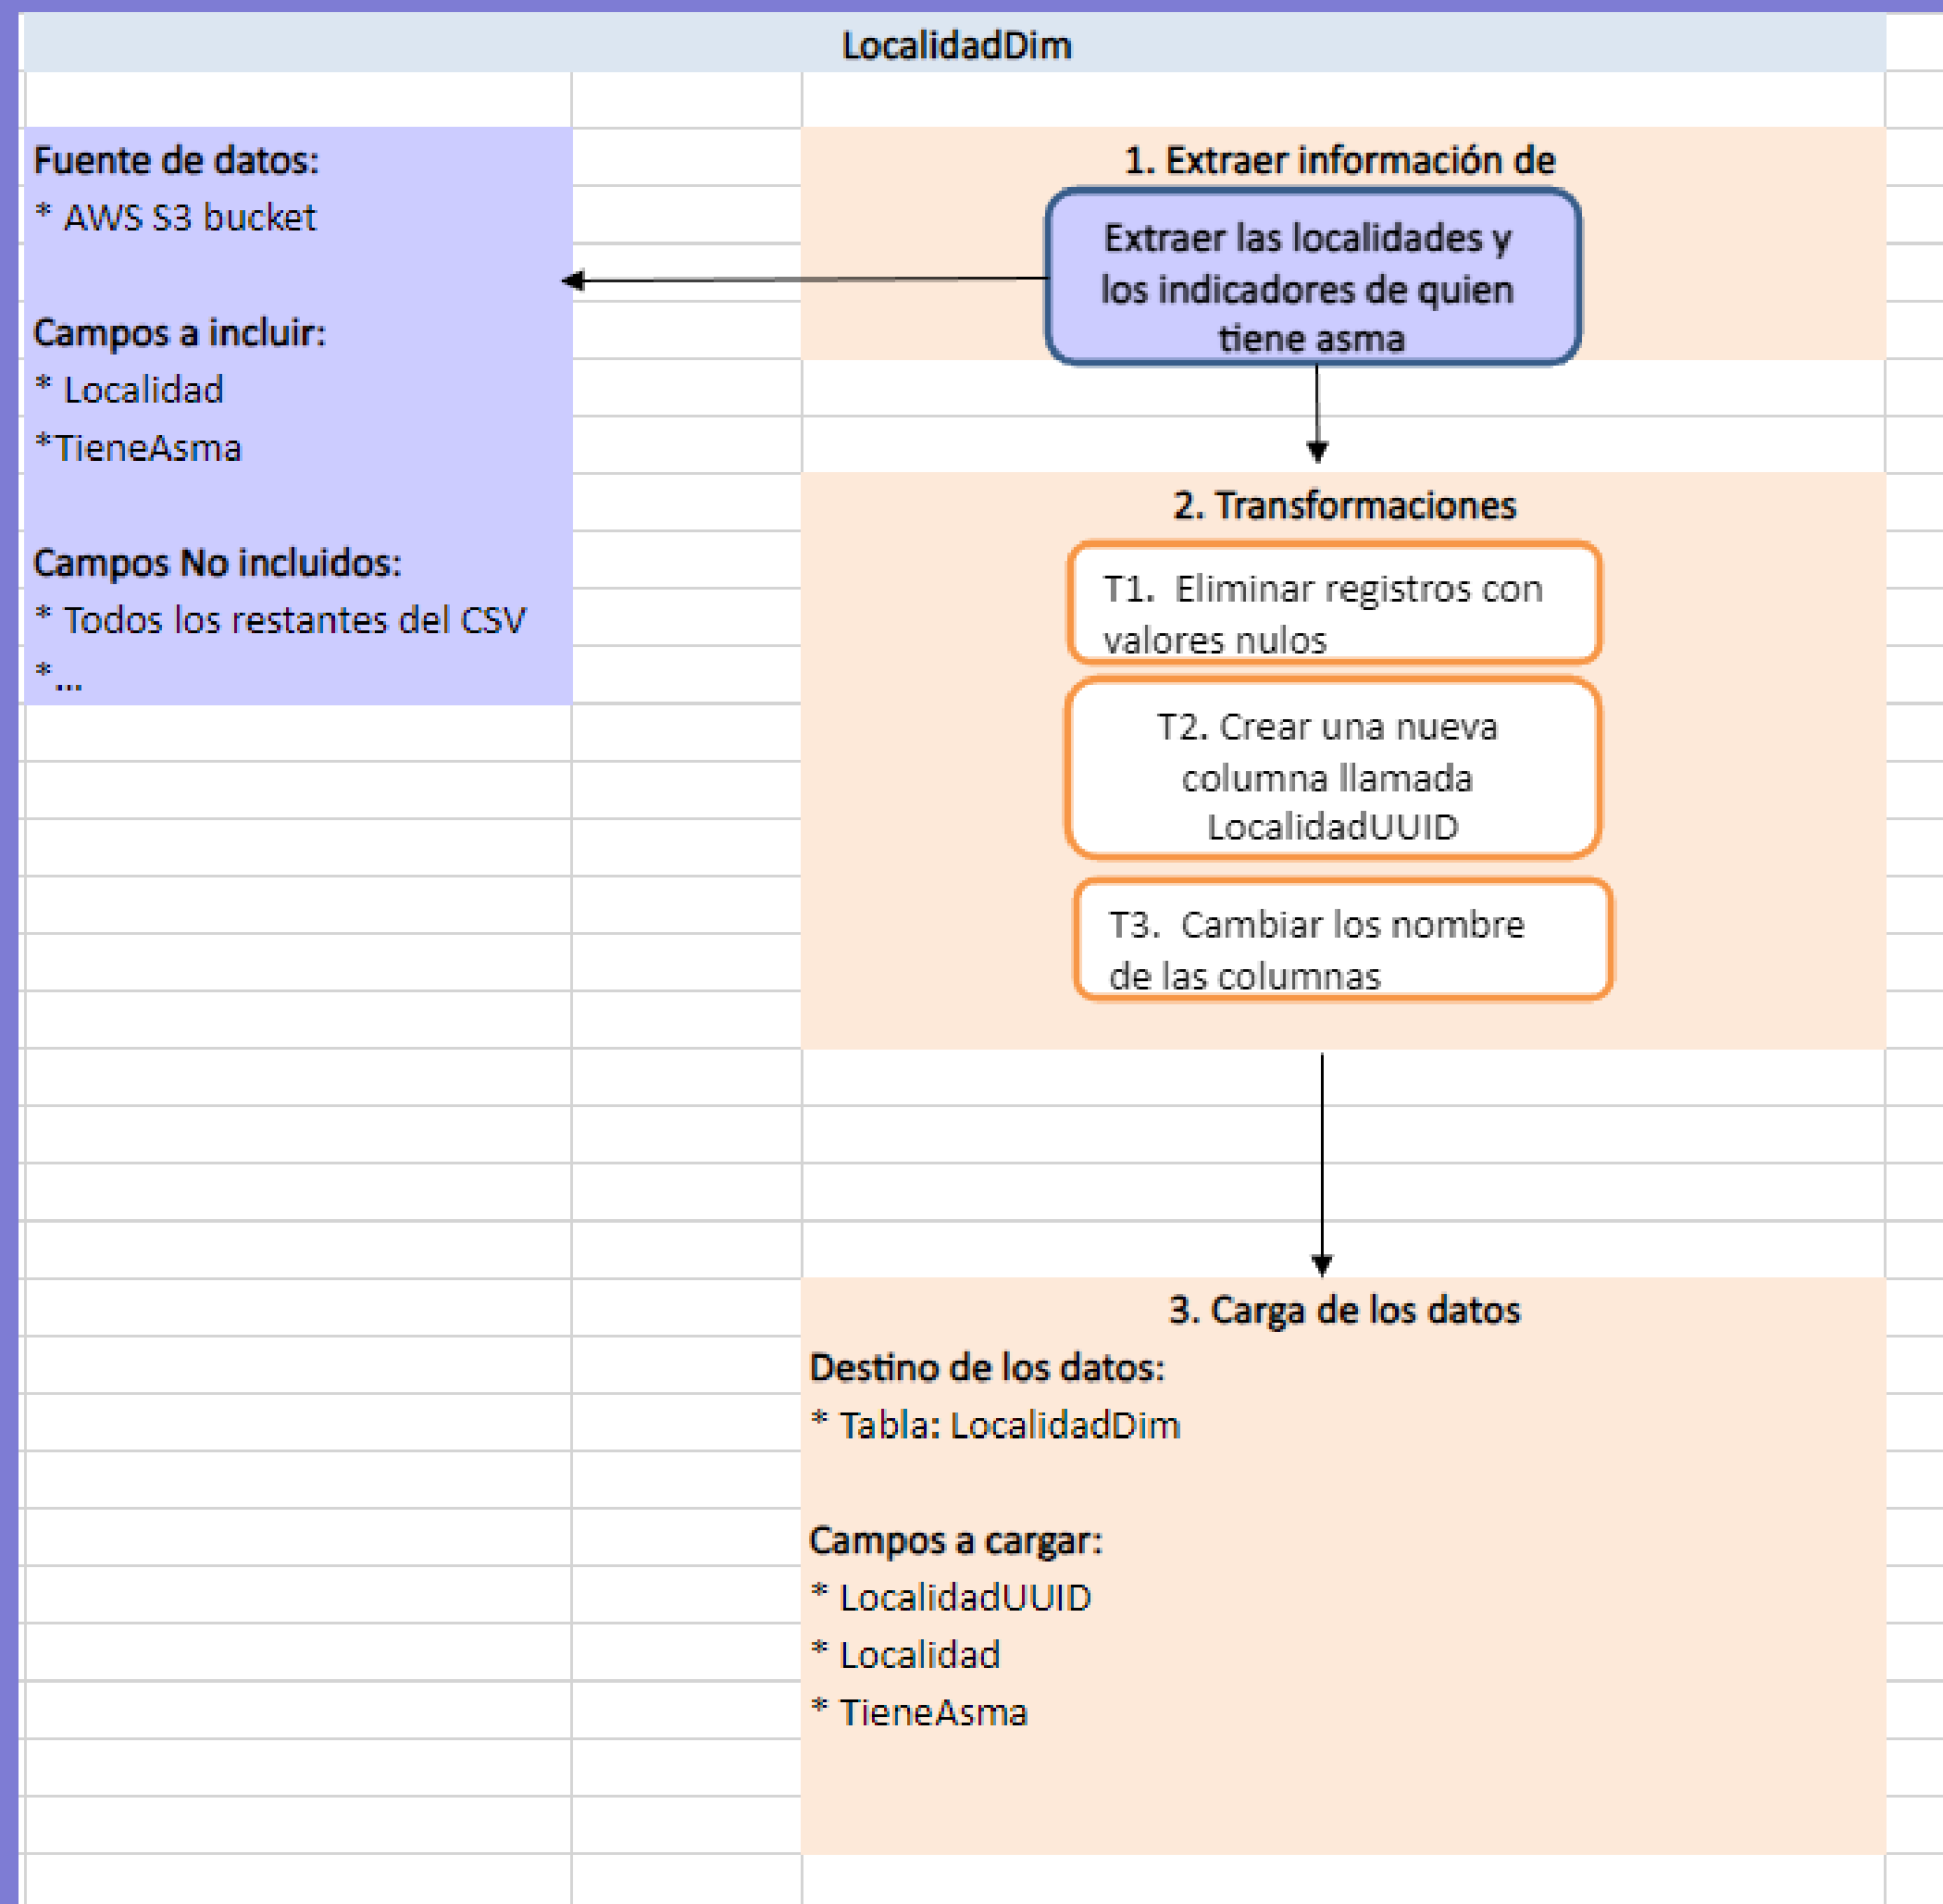 LocalidadDim
Fuente de datos:
* AWS S3 bucket
Campos a incluir:
* Localidad
*TieneAsma
Campos No incluidos:
* Todos los restantes del CSV
*...
1. Extraer información de
Extraer las localidades y
los indicadores de quien
tiene asma
2. Transformaciones
T1.  Eliminar registros con
valores nulos
T2. Crear una nueva
columna llamada
LocalidadUUID
T3.  Cambiar los nombre
de las columnas
3. Carga de los datos
Destino de los datos:
* Tabla: LocalidadDim
Campos a cargar:
* LocalidadUUID
* Localidad
* TieneAsma